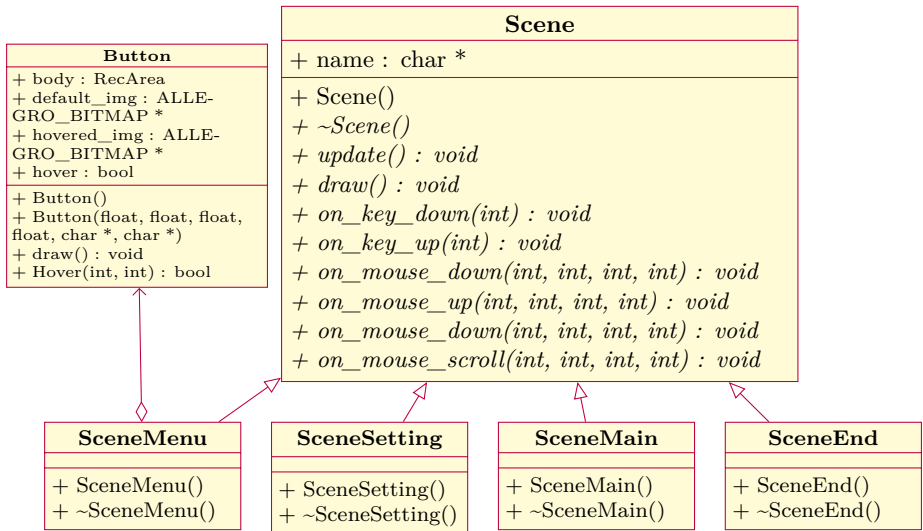 Button
+ body : RecArea
+ default_img : ALLE-
GRO_BITMAP *
+ hovered_img : ALLE-
GRO_BITMAP *
+ hover : bool
+ Button()
+ Button(float, float, float,
float, char *, char *)
+ draw() : void
+ Hover(int, int) : bool
Scene
+ name : char *
+ Scene()
+ ~Scene()
+ update() : void
+ draw() : void
+ on_key_down(int) : void
+ on_key_up(int) : void
+ on_mouse_down(int, int, int, int) : void
+ on_mouse_up(int, int, int, int) : void
+ on_mouse_down(int, int, int, int) : void
+ on_mouse_scroll(int, int, int, int) : void
SceneMenu
+ SceneMenu()
+ ~SceneMenu()
SceneSetting
+ SceneSetting()
+ ~SceneSetting()
SceneMain
+ SceneMain()
+ ~SceneMain()
SceneEnd
+ SceneEnd()
+ ~SceneEnd()